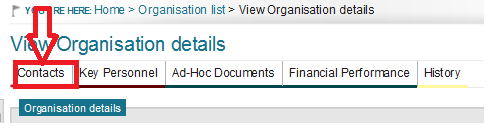 YOU ARE HERE: Home > Organisation list > View Organisation details
View Organisation details
Contacts Key Personnel Ad-Hoc Documents Financial Performance History
Organisation details